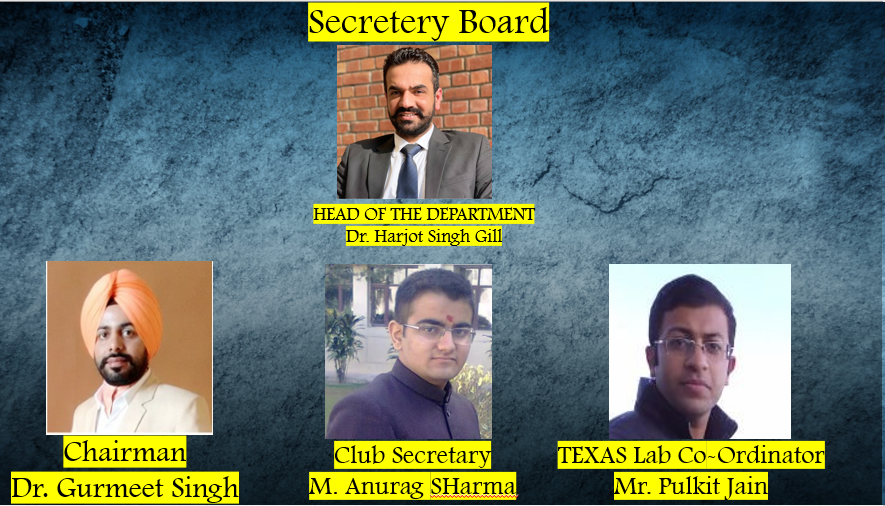 Secretery Board
HEAD OF THE DEPARTMENT
Dr. Harjot Singh Gill
Chairman
Dr. Gurmeet Singh
Club Secretary
M. Anurag SHarma
TEXAS Lab Co-Ordinator
Mr. Pulkit Jain